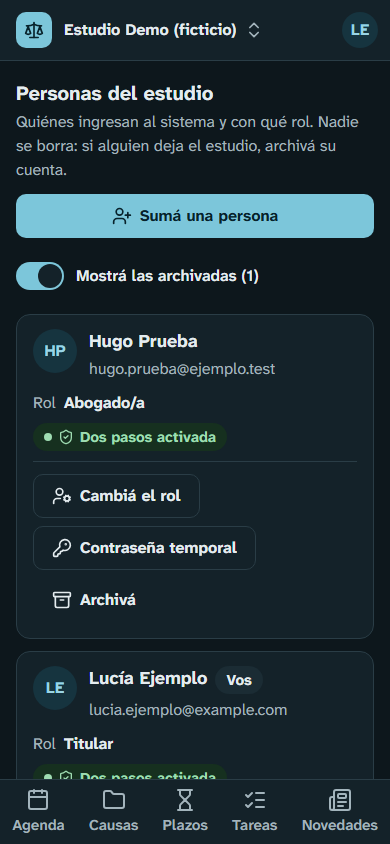 Estudio Demo (ficticio)
LE
Personas del estudio
Quiénes ingresan al sistema y con qué rol. Nadie
se borra: si alguien deja el estudio, archivá su
cuenta.
Sumá una persona
Mostrá las archivadas (1)
HP
Hugo Prueba
hugo.prueba@ejemplo.test
Rol Abogado/a
Dos pasos activada
Cambiá el rol
Contraseña temporal
Archivá
LE
Lucía Ejemplo Vos
lucia.ejemplo@example.com
Rol Titular
Dos pasos activada
Agenda Causas Plazos Tareas Novedades